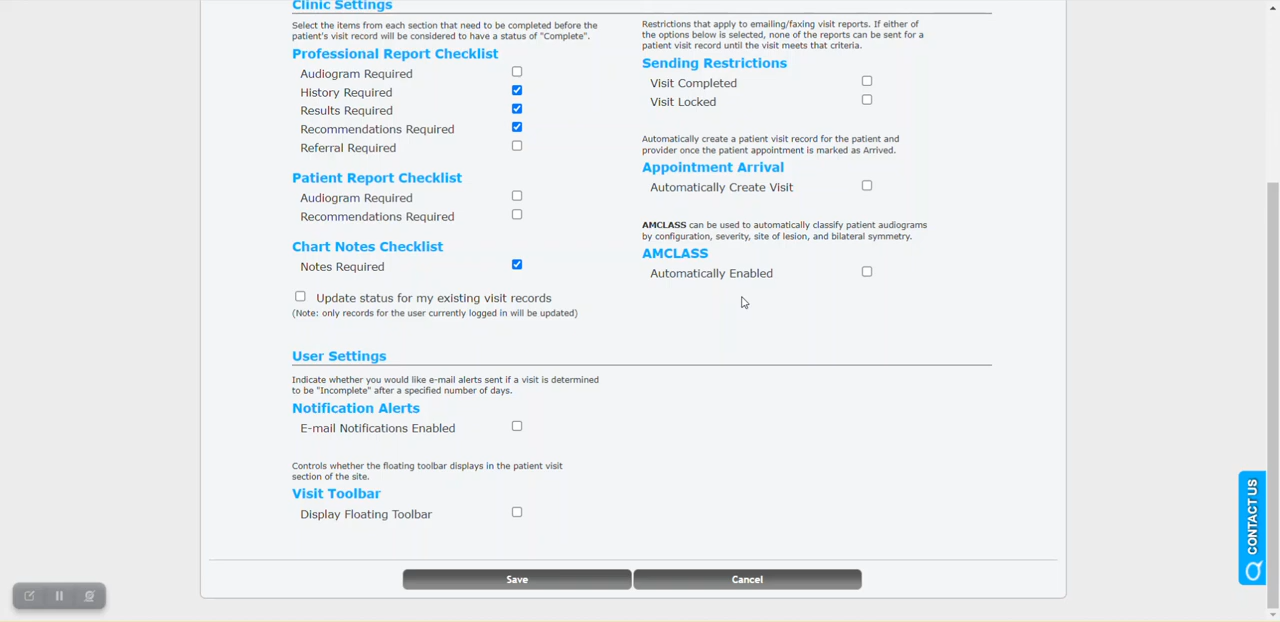 Clinic Settings
Select the items from each section that need to be completed before the
patient's visit record will be considered to have a status of "Complete".
Professional Report Checklist
Audiogram Required
History Required
Results Required
Recommendations Required
Referral Required
Patient Report Checklist
Audiogram Required
Recommendations Required
Chart Notes Checklist
Notes Required
Update status for my existing visit records
(Note: only records for the user currently logged in will be updated)
Restrictions that apply to emailing/faxing visit reports. If either of
the options below is selected, none of the reports can be sent for a
patient visit record until the visit meets that criteria.
Sending Restrictions
Visit Completed
Visit Locked
Automatically create a patient visit record for the patient and
provider once the patient appointment is marked as Arrived.
Appointment Arrival
Automatically Create Visit
AMCLASS can be used to automatically classify patient audiograms
by configuration, severity, site of lesion, and bilateral symmetry.
AMCLASS
Automatically Enabled
User Settings
Indicate whether you would like e-mail alerts sent if a visit is determined
to be "Incomplete" after a specified number of days.
Notification Alerts
E-mail Notifications Enabled
Controls whether the floating toolbar displays in the patient visit
section of the site.
Visit Toolbar
Display Floating Toolbar
Save
Cancel
CONTACT US